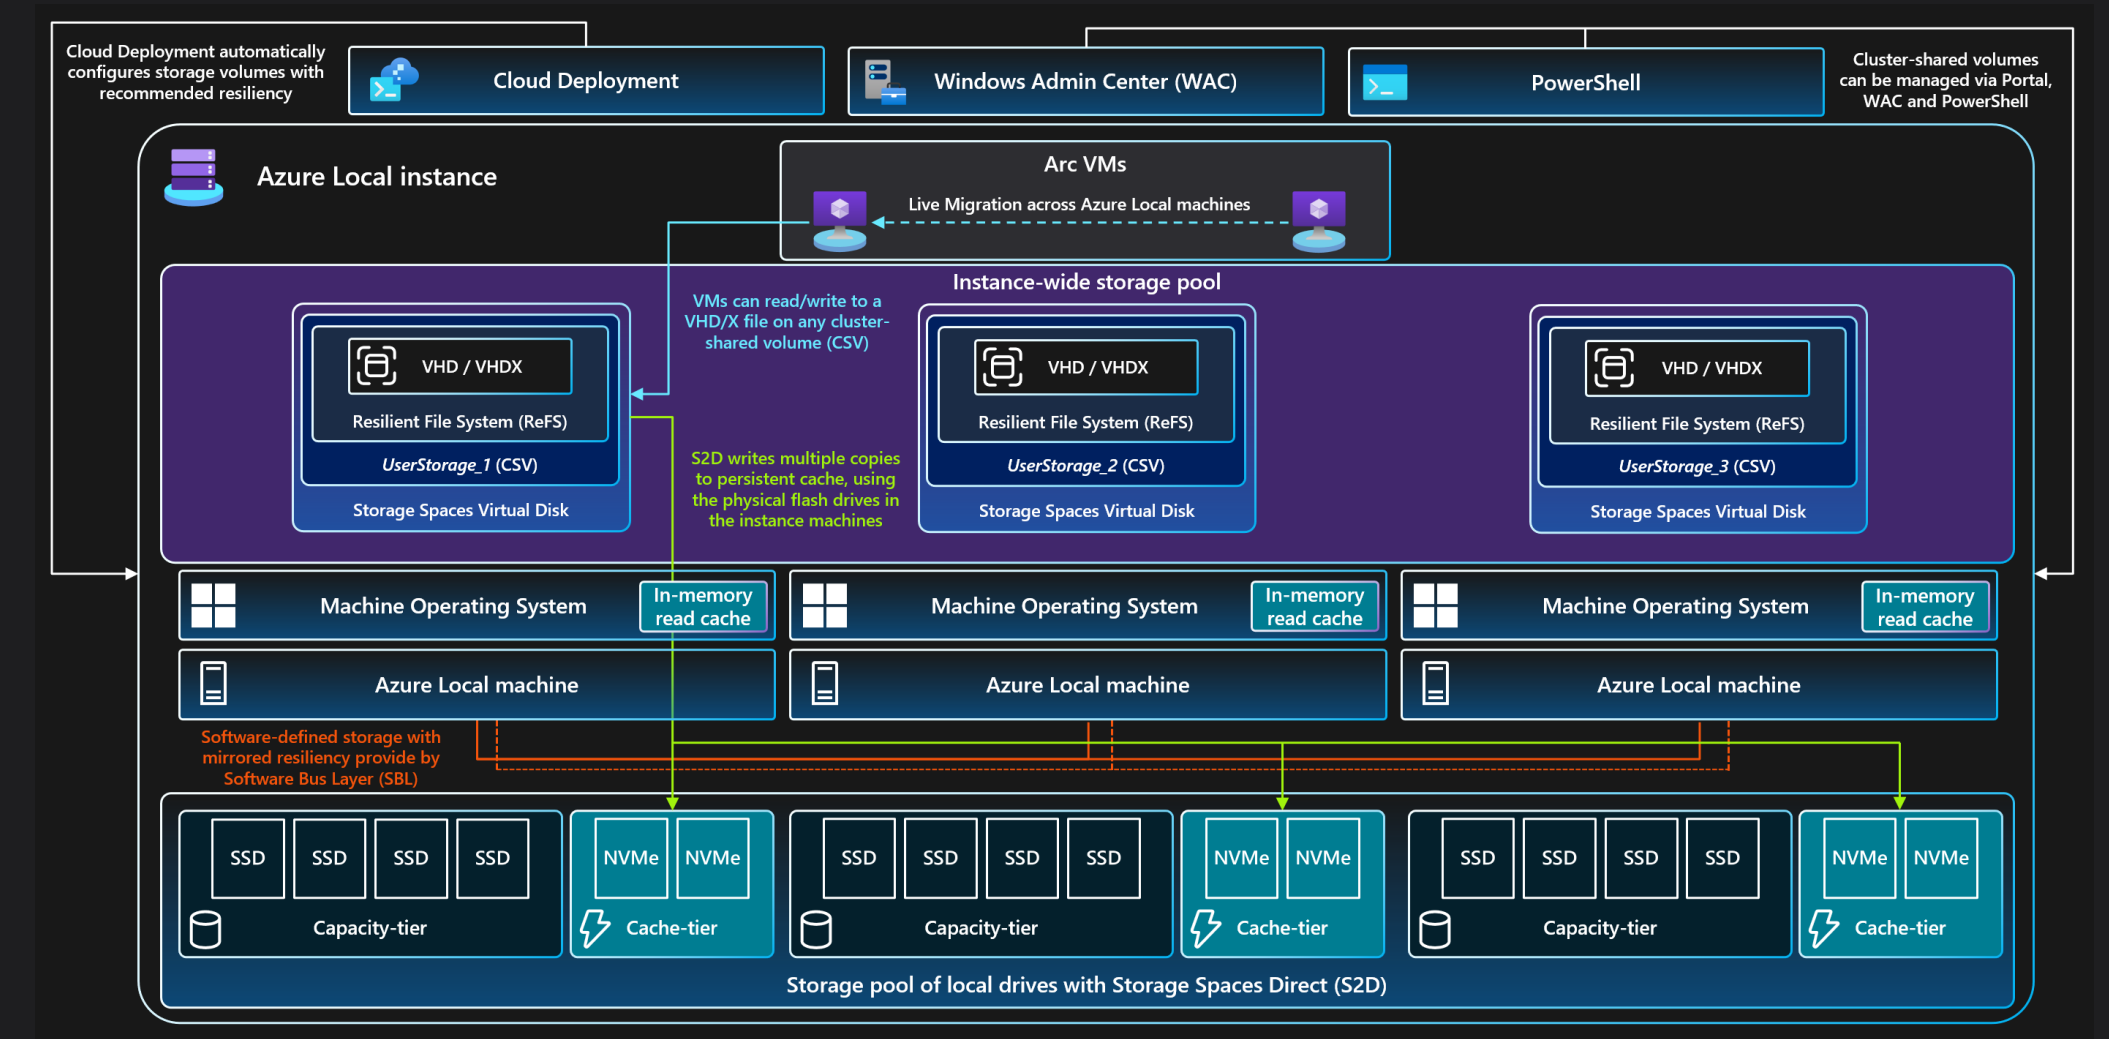 Cloud Deployment automatically
configures storage volumes with
recommended resiliency
Cloud Deployment
Windows Admin Center (WAC)
PowerShell
Cluster-shared volumes
can be managed via Portal,
WAC and PowerShell
Azure Local instance
Arc VMs
Live Migration across Azure Local machines
Instance-wide storage pool
VMs can read/write to a
VHD/X file on any cluster-
shared volume (CSV)
VHD / VHDX
Resilient File System (ReFS)
UserStorage_1 (CSV)
Storage Spaces Virtual Disk
S2D writes multiple copies
to persistent cache, using
the physical flash drives in
the instance machines
VHD / VHDX
Resilient File System (ReFS)
UserStorage_2 (CSV)
Storage Spaces Virtual Disk
VHD / VHDX
Resilient File System (ReFS)
UserStorage_3 (CSV)
Storage Spaces Virtual Disk
Machine Operating System
In-memory
read cache
Machine Operating System
In-memory
read cache
Machine Operating System
In-memory
read cache
Azure Local machine
Azure Local machine
Azure Local machine
Software-defined storage with
mirrored resiliency provide by
Software Bus Layer (SBL)
SSD SSD SSD SSD
Capacity-tier
NVMe NVMe
Cache-tier
SSD SSD SSD SSD
Capacity-tier
NVMe NVMe
Cache-tier
SSD SSD SSD SSD
Capacity-tier
NVMe NVMe
Cache-tier
Storage pool of local drives with Storage Spaces Direct (S2D)